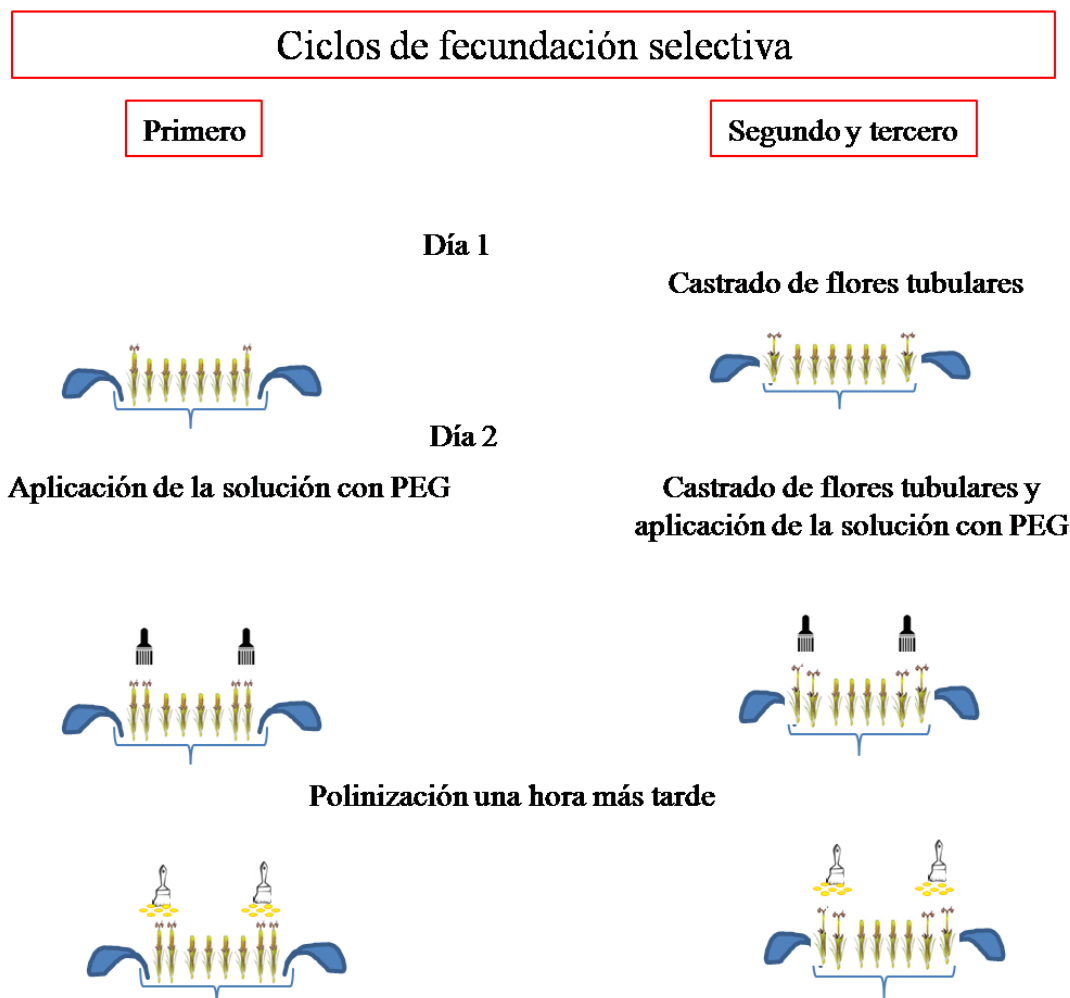 Ciclos de fecundación selectiva
Primero
Segundo y tercero
Día 1
Castrado de flores tubulares
Día 2
Aplicación de la solución con PEG
Castrado de flores tubulares y
aplicación de la solución con PEG
Polinización una hora más tarde